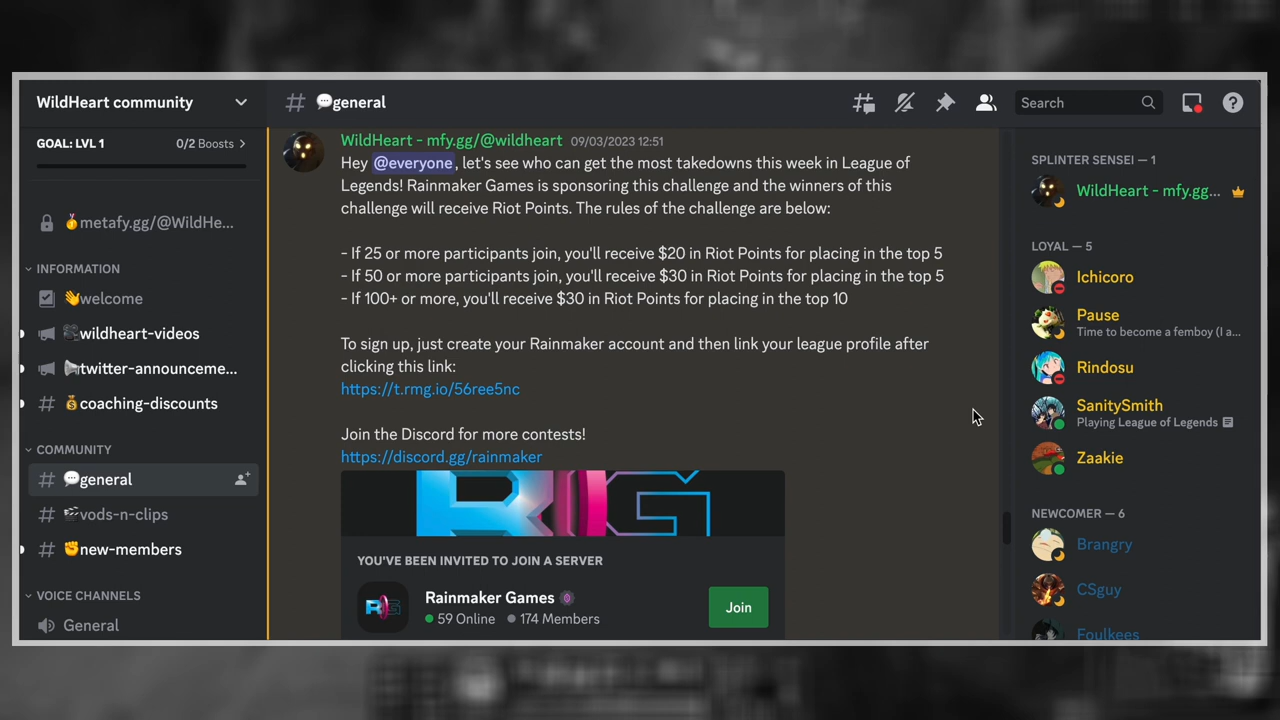 WildHeart community
GOAL: LVL 1 0/2 Boosts
🥇metafy.gg/@WildHe...
INFORMATION
👋welcome
🎥wildheart-videos
📢twitter-announceme...
💰coaching-discounts
COMMUNITY
💬general
🎬vods-n-clips
✊new-members
VOICE CHANNELS
General
💬general
Search
WildHeart - mfy.gg/@wildheart 09/03/2023 12:51
Hey @everyone, let's see who can get the most takedowns this week in League of
Legends! Rainmaker Games is sponsoring this challenge and the winners of this
challenge will receive Riot Points. The rules of the challenge are below:
- If 25 or more participants join, you'll receive $20 in Riot Points for placing in the top 5
- If 50 or more participants join, you'll receive $30 in Riot Points for placing in the top 5
- If 100+ or more, you'll receive $30 in Riot Points for placing in the top 10
To sign up, just create your Rainmaker account and then link your league profile after
clicking this link:
https://t.rmg.io/56ree5nc
Join the Discord for more contests!
https://discord.gg/rainmaker
YOU'VE BEEN INVITED TO JOIN A SERVER
Rainmaker Games
59 Online 174 Members
Join
SPLINTER SENSEI — 1
WildHeart - mfy.gg...
LOYAL — 5
Ichicoro
Pause
Time to become a femboy (I a...
Rindosu
SanitySmith
Playing League of Legends
Zaakie
NEWCOMER — 6
Brangry
CSguy
Foulkees